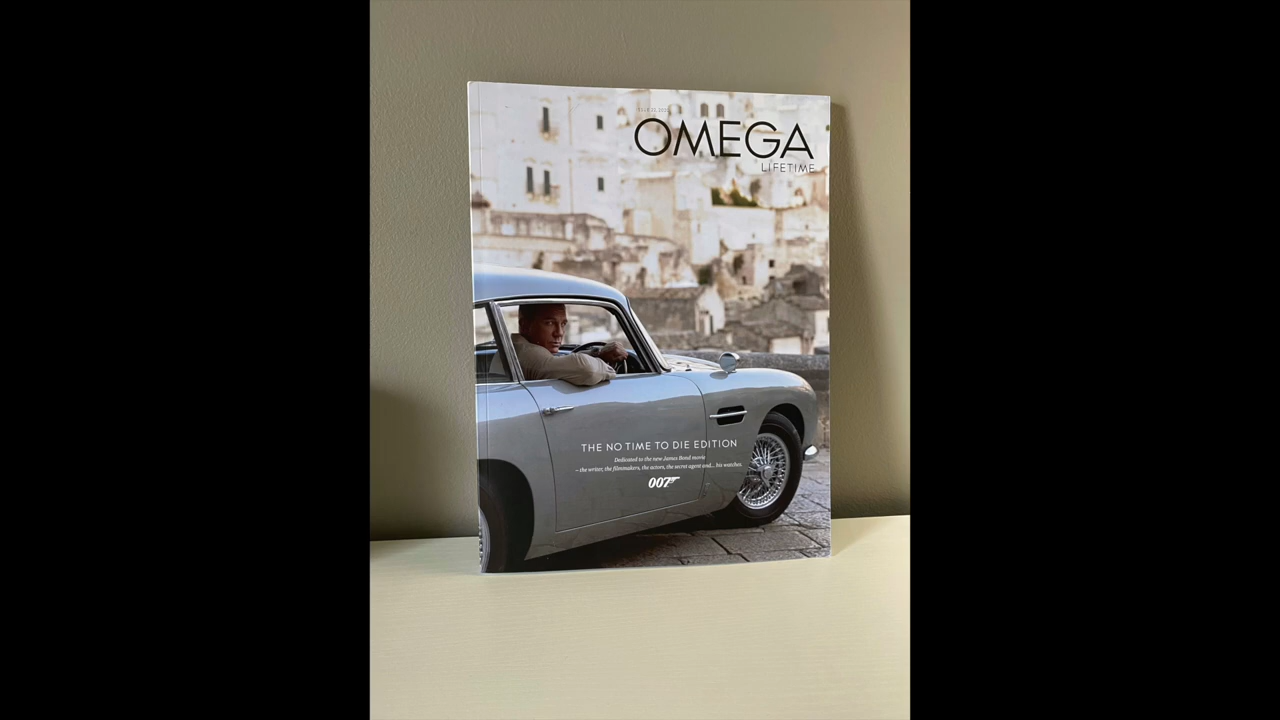 OMEGA
LIFETIME
THE NO TIME TO DIE EDITION
Dedicated to the new James Bond movie
– the writer, the filmmakers, the actors, the secret agent and... his watches.
007